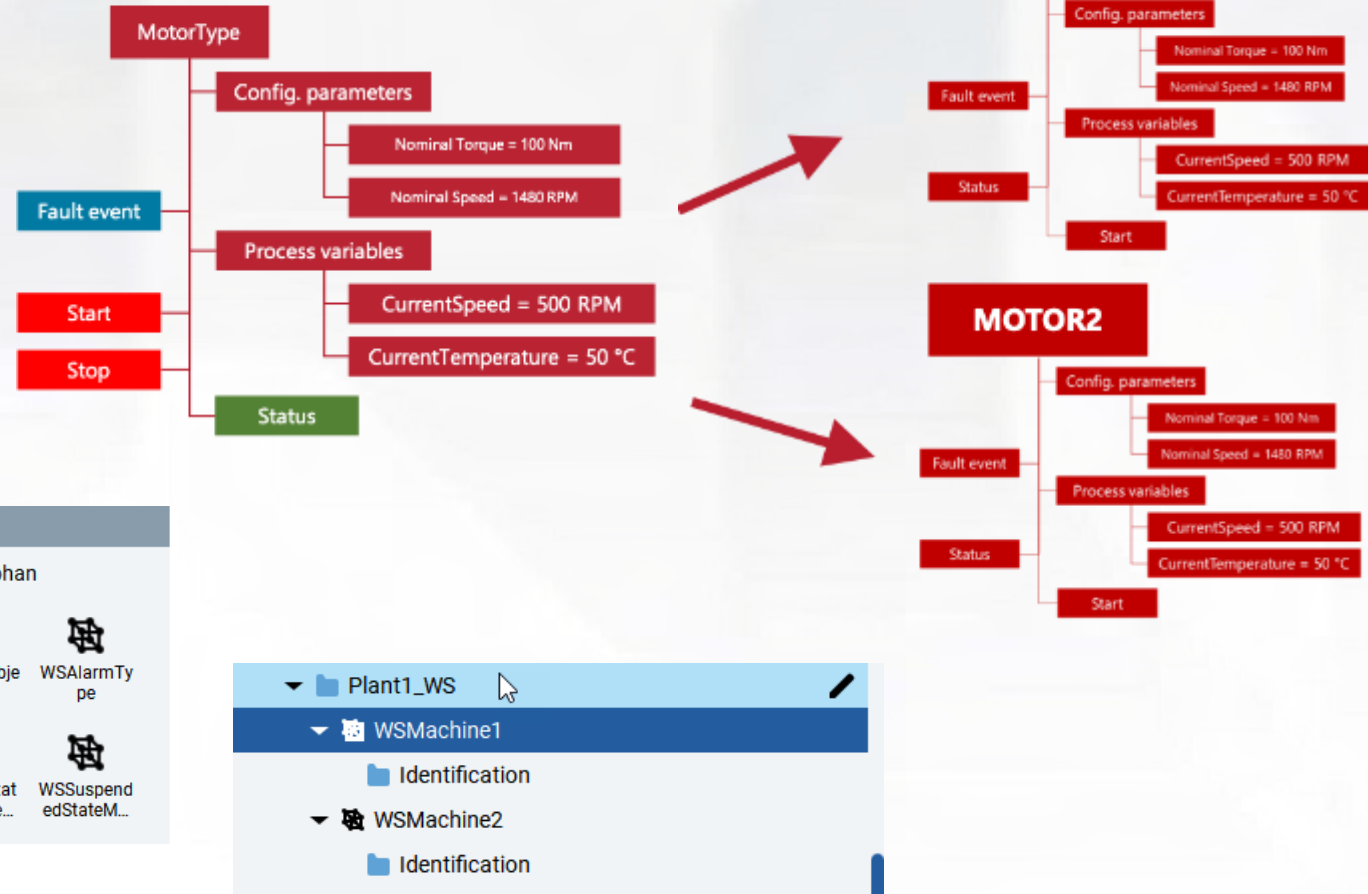 MotorType
Config. parameters
Nominal Torque = 100 Nm
Nominal Speed = 1480 RPM
Fault event
Process variables
Start
CurrentSpeed = 500 RPM
CurrentTemperature = 50 °C
Stop
Status
Config. parameters
Nominal Torque = 100 Nm
Nominal Speed = 1480 RPM
Fault event
Process variables
CurrentSpeed = 500 RPM
Status
CurrentTemperature = 50 °C
Start
MOTOR2
Config. parameters
Nominal Torque = 100 Nm
Nominal Speed = 1480 RPM
Fault event
Process variables
CurrentSpeed = 500 RPM
Status
CurrentTemperature = 50 °C
Start
WSAlarmTy
pe
WSSuspend
edStateM...
Plant1_WS
WSMachine1
Identification
WSMachine2
Identification